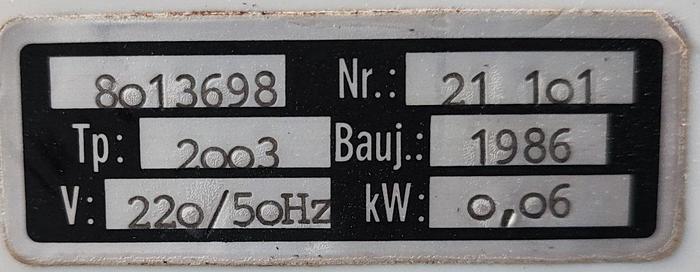 8013698 Nr.: 21 101
Tp: 2003 Bauj.: 1986
V: 220/50Hz kW: 0,06